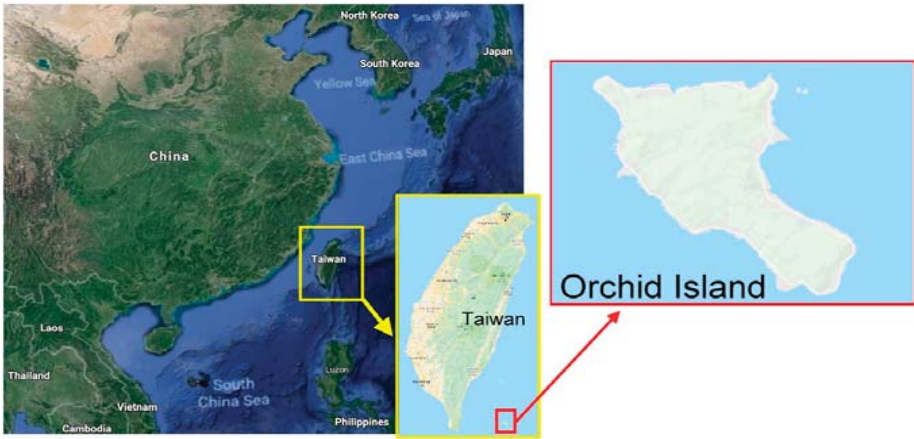 North Korea
Sea of Japan
South Korea
Japan
Yellow Sea
China
East China Sea
Taiwan
Laos
Thailand
Vietnam
Cambodia
South
China Sea
Luzon
Philippines
Taiwan
Orchid Island